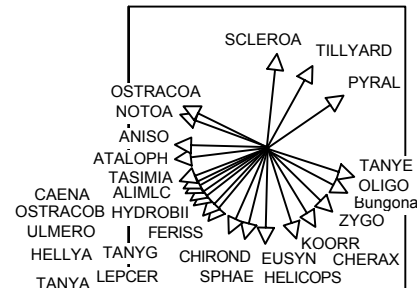 SCLEROA
TILLYARD
PYRAL
OSTRACOA
NOTOA
ANISO
ATALOPH
TANYE
TASIMIA
OLIGO
CAENA ALIMLC
Bungona
OSTRACOB HYDROBII
ZYGO
ULMERO FERISS
KOORR
HELLYA TANYG CHIROND EUSYN CHERAX
TANYA LEPCER SPHAE HELICOPS